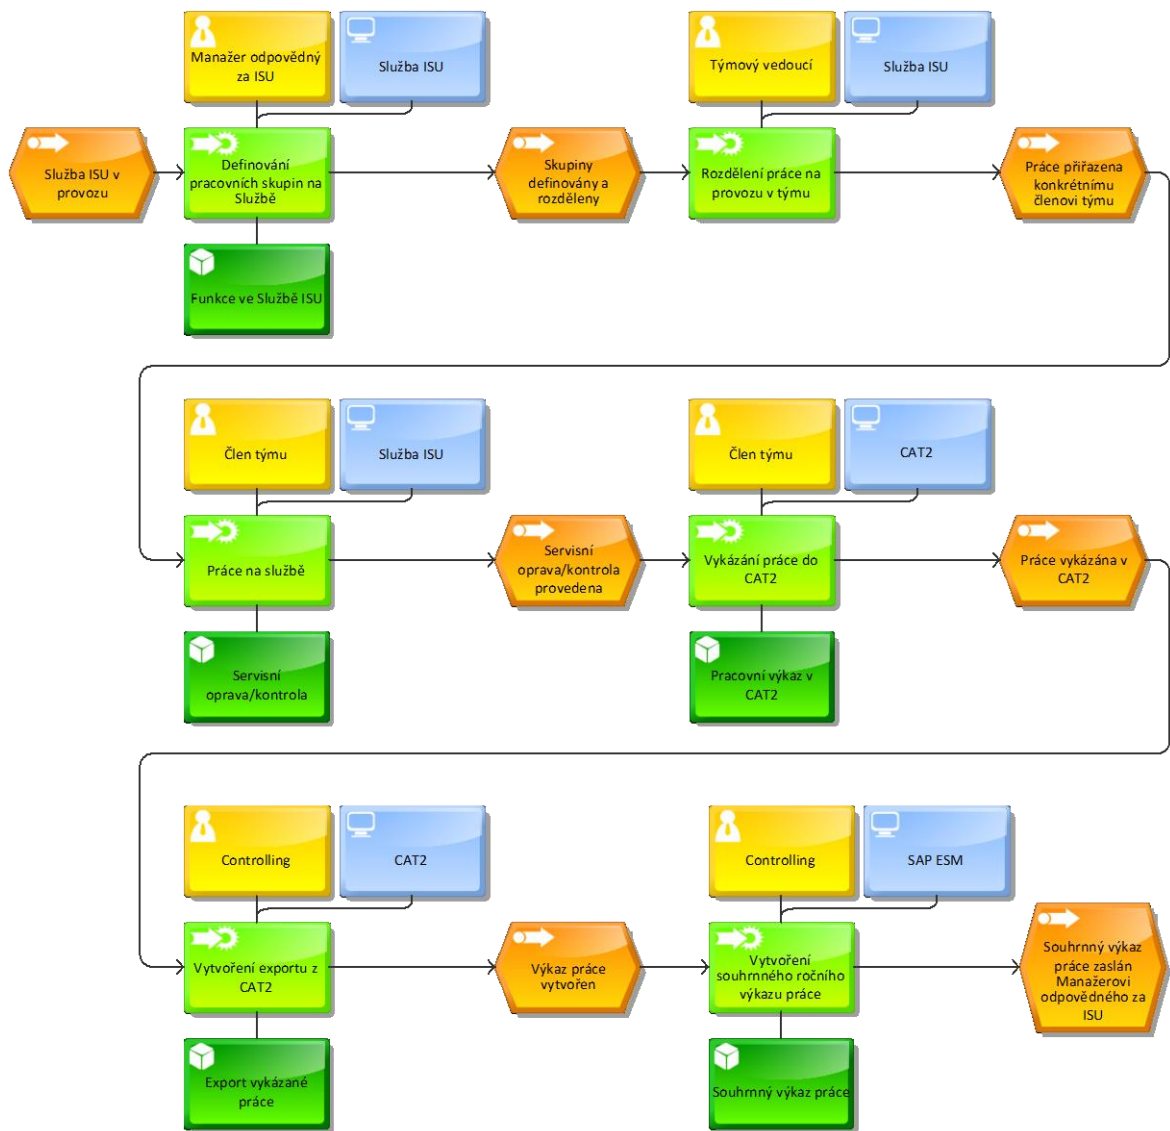 Manažer odpovědný
za ISU
Služba ISU
Týmový vedoucí
Služba ISU
Služba ISU v
provozu
Definování
pracovních skupin na
Službě
Skupiny
definovány a
rozděleny
Rozdělení práce na
provozu v týmu
Práce přiřazena
konkrétnímu
členovi týmu
Funkce ve Službě ISU
Člen týmu
Služba ISU
Člen týmu
CAT2
Práce na službě
Servisní
oprava/kontrola
provedena
Vykázání práce do
CAT2
Práce vykázána v
CAT2
Servisní
oprava/kontrola
Pracovní výkaz v
CAT2
Controlling
CAT2
Controlling
SAP ESM
Vytvoření exportu z
CAT2
Výkaz práce
vytvořen
Vytvoření
souhrnného ročního
výkazu práce
Souhrnný výkaz
práce zaslán
Manažerovi
odpovědného za
ISU
Export vykázané
práce
Souhrnný výkaz práce